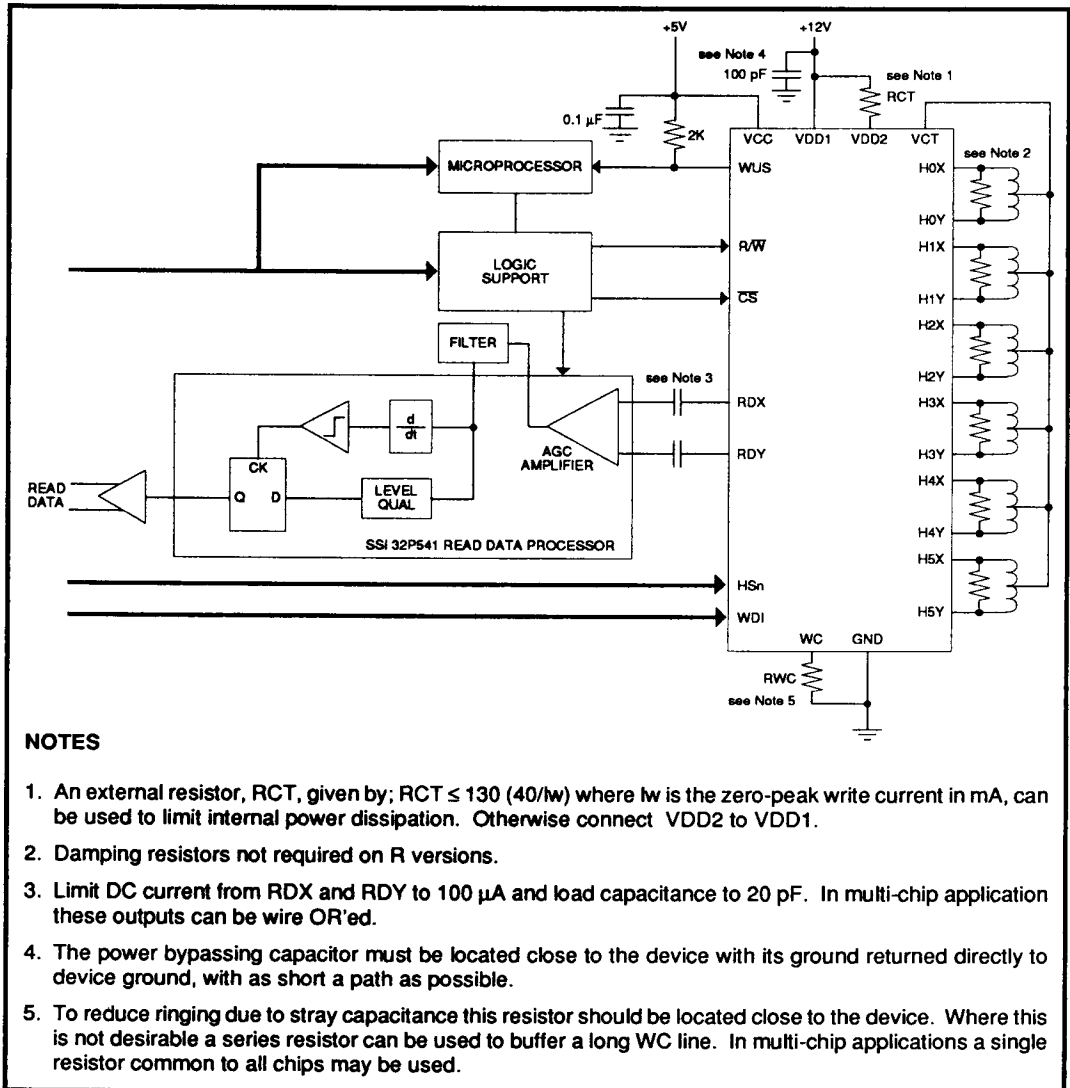 +5V
+12V
see Note 4
100 pF
see Note 1
RCT
0.1 µF
2K
VCC
VDD1
VDD2
VCT
see Note 2
MICROPROCESSOR
WUS
H0X
H0Y
R/W̅
LOGIC
SUPPORT
C̅S̅
H1X
H1Y
FILTER
H2X
H2Y
see Note 3
RDX
H3X
d
dt
AGC
AMPLIFIER
RDY
H3Y
CK
READ
DATA
Q
D
LEVEL
QUAL
H4X
H4Y
SSI 32P541 READ DATA PROCESSOR
H5X
HSn
H5Y
WDI
WC
GND
RWC
see Note 5
NOTES
1. An external resistor, RCT, given by; RCT ≤ 130 (40/Iw) where Iw is the zero-peak write current in mA, can
be used to limit internal power dissipation. Otherwise connect VDD2 to VDD1.
2. Damping resistors not required on R versions.
3. Limit DC current from RDX and RDY to 100 µA and load capacitance to 20 pF. In multi-chip application
these outputs can be wire OR'ed.
4. The power bypassing capacitor must be located close to the device with its ground returned directly to
device ground, with as short a path as possible.
5. To reduce ringing due to stray capacitance this resistor should be located close to the device. Where this
is not desirable a series resistor can be used to buffer a long WC line. In multi-chip applications a single
resistor common to all chips may be used.